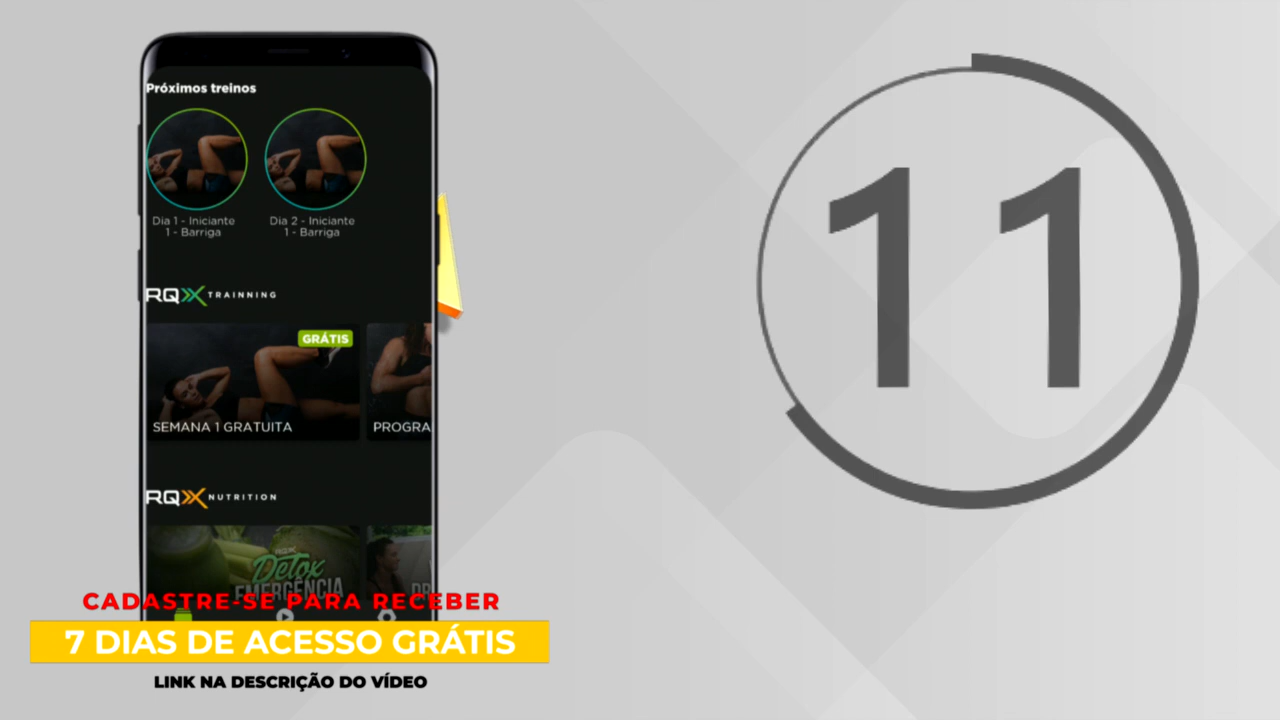 Próximos treinos
Dia 1 - Iniciante
1 - Barriga
Dia 2 - Iniciante
1 - Barriga
RQX TRAINNING
GRÁTIS
SEMANA 1 GRATUITA
PROGRA
RQX NUTRITION
Detox
EMERGÊNCIA
CADASTRE-SE PARA RECEBER
7 DIAS DE ACESSO GRÁTIS
LINK NA DESCRIÇÃO DO VÍDEO
11